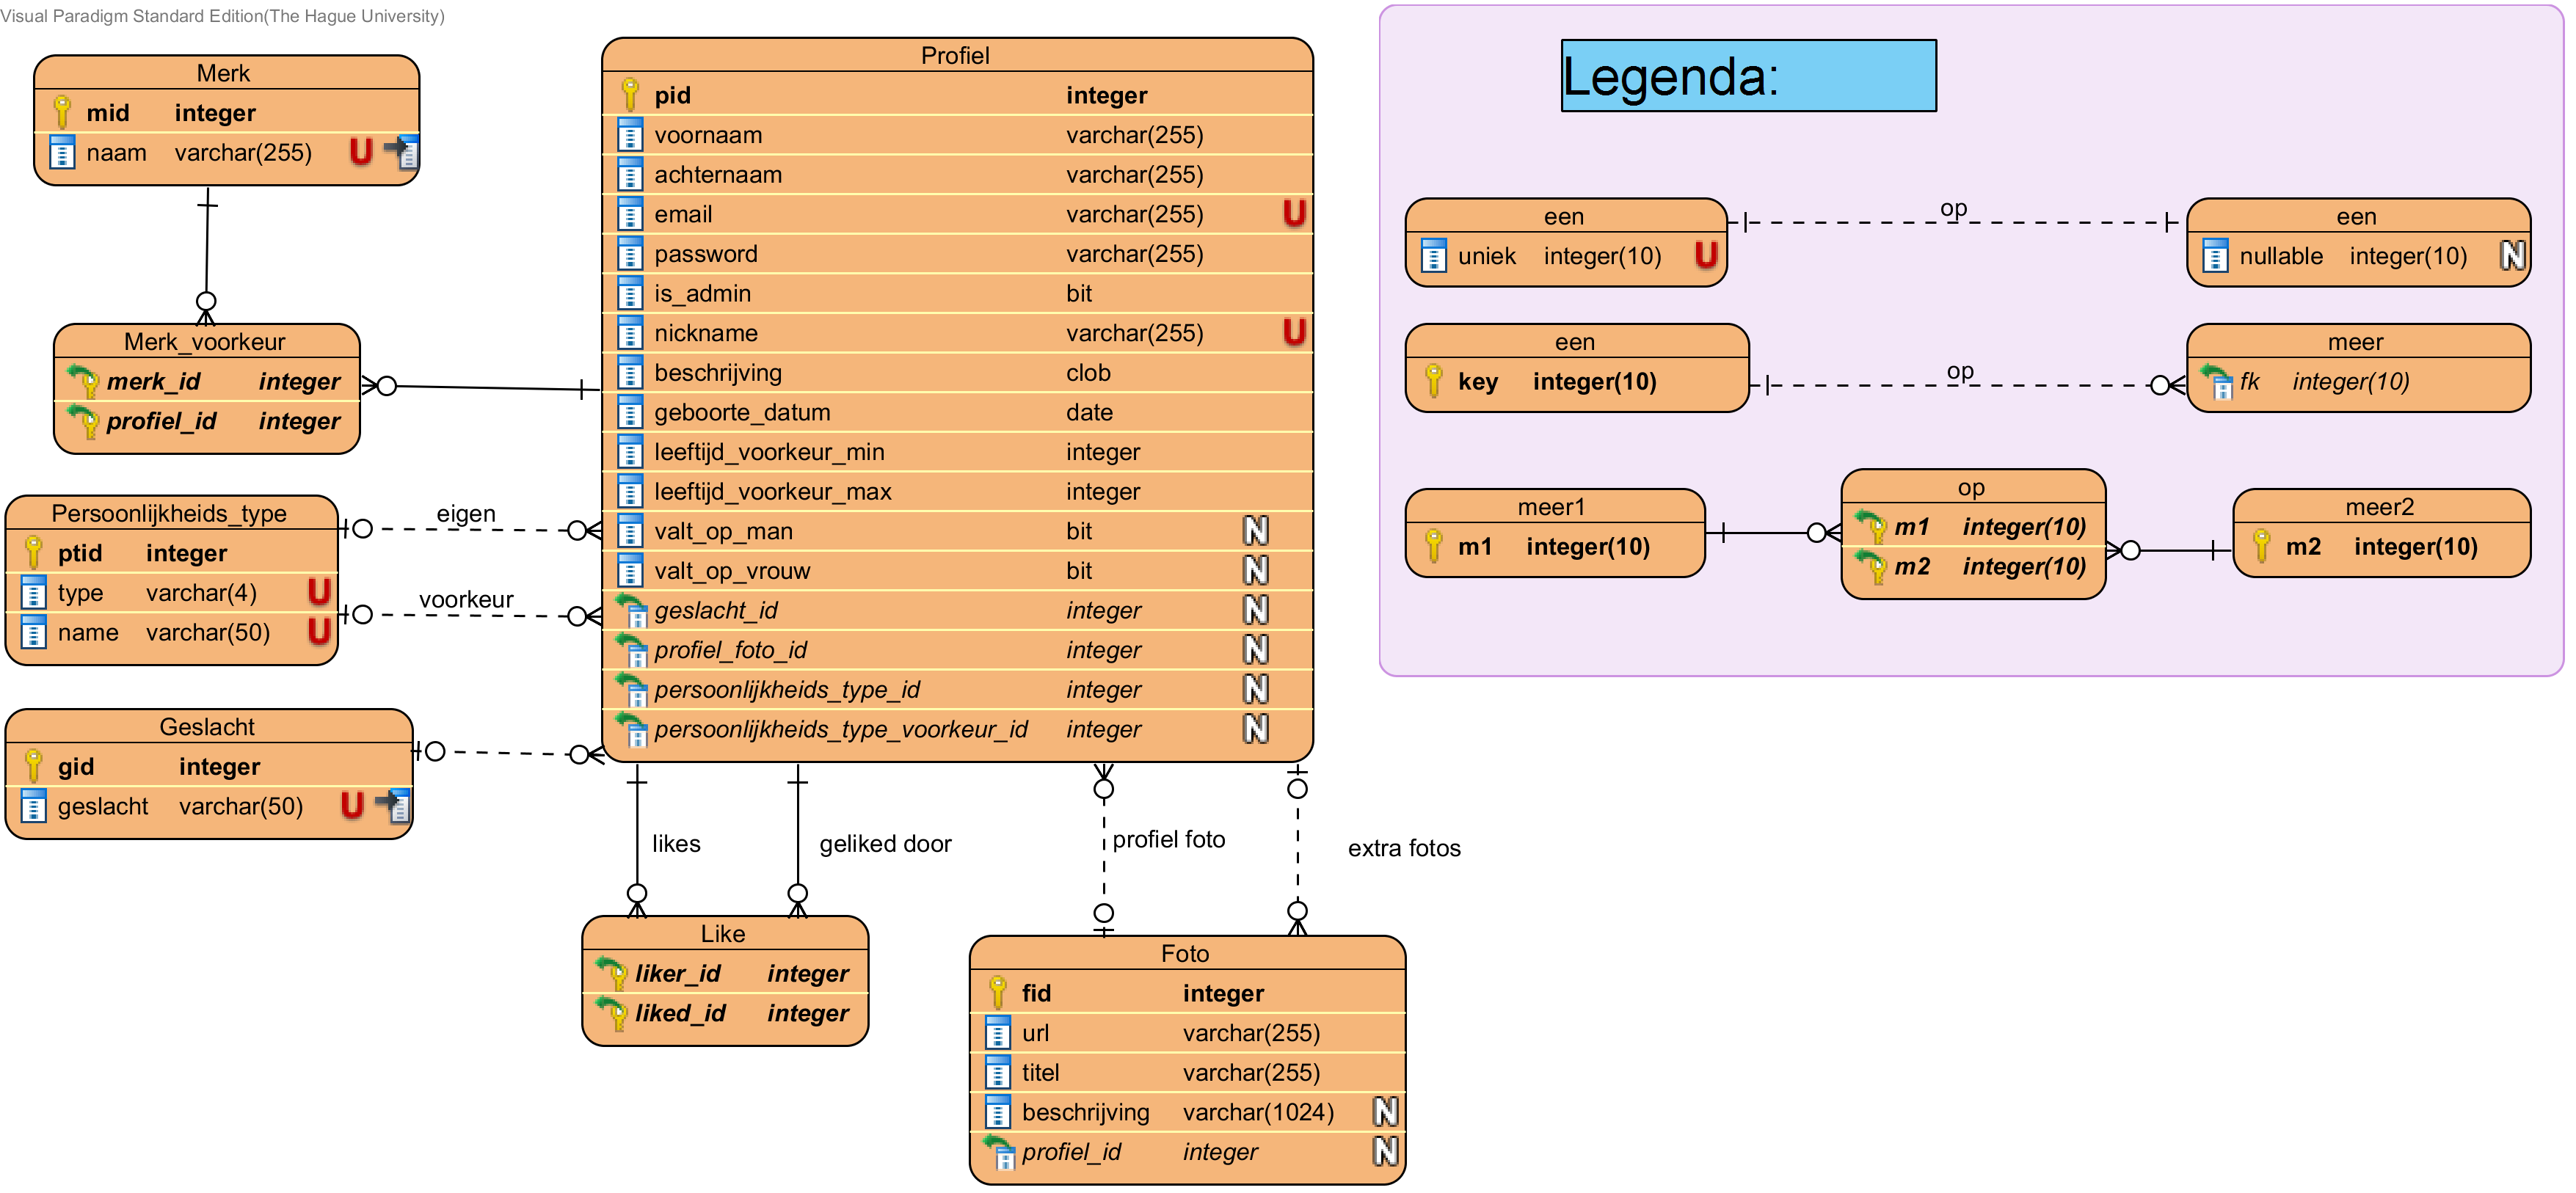 Visual Paradigm Standard Edition(The Hague University)
Merk
mid integer
naam varchar(255) U
Merk_voorkeur
merk_id integer
profiel_id integer
Persoonlijkheids_type
ptid integer
type varchar(4) U
name varchar(50) U
Geslacht
gid integer
geslacht varchar(50) U
eigen
voorkeur
Profiel
pid integer
voornaam varchar(255)
achternaam varchar(255)
email varchar(255) U
password varchar(255)
is_admin bit
nickname varchar(255) U
beschrijving clob
geboorte_datum date
leeftijd_voorkeur_min integer
leeftijd_voorkeur_max integer
valt_op_man bit N
valt_op_vrouw bit N
geslacht_id integer N
profiel_foto_id integer N
persoonlijkheids_type_id integer N
persoonlijkheids_type_voorkeur_id integer N
likes
geliked door
profiel foto
extra fotos
Like
liker_id integer
liked_id integer
Foto
fid integer
url varchar(255)
titel varchar(255)
beschrijving varchar(1024) N
profiel_id integer N
Legenda:
een
uniek integer(10) U
op
een
nullable integer(10) N
een
key integer(10)
op
meer
fk integer(10)
meer1
m1 integer(10)
op
m1 integer(10)
m2 integer(10)
meer2
m2 integer(10)